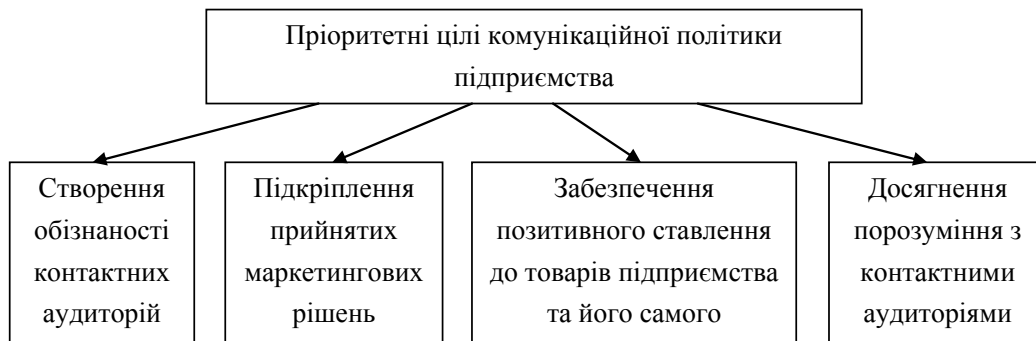 Пріоритетні цілі комунікаційної політики
підприємства
Створення
обізнаності
контактних
аудиторій
Підкріплення
прийнятих
маркетингових
рішень
Забезпечення
позитивного ставлення
до товарів підприємства
та його самого
Досягнення
порозуміння з
контактними
аудиторіями